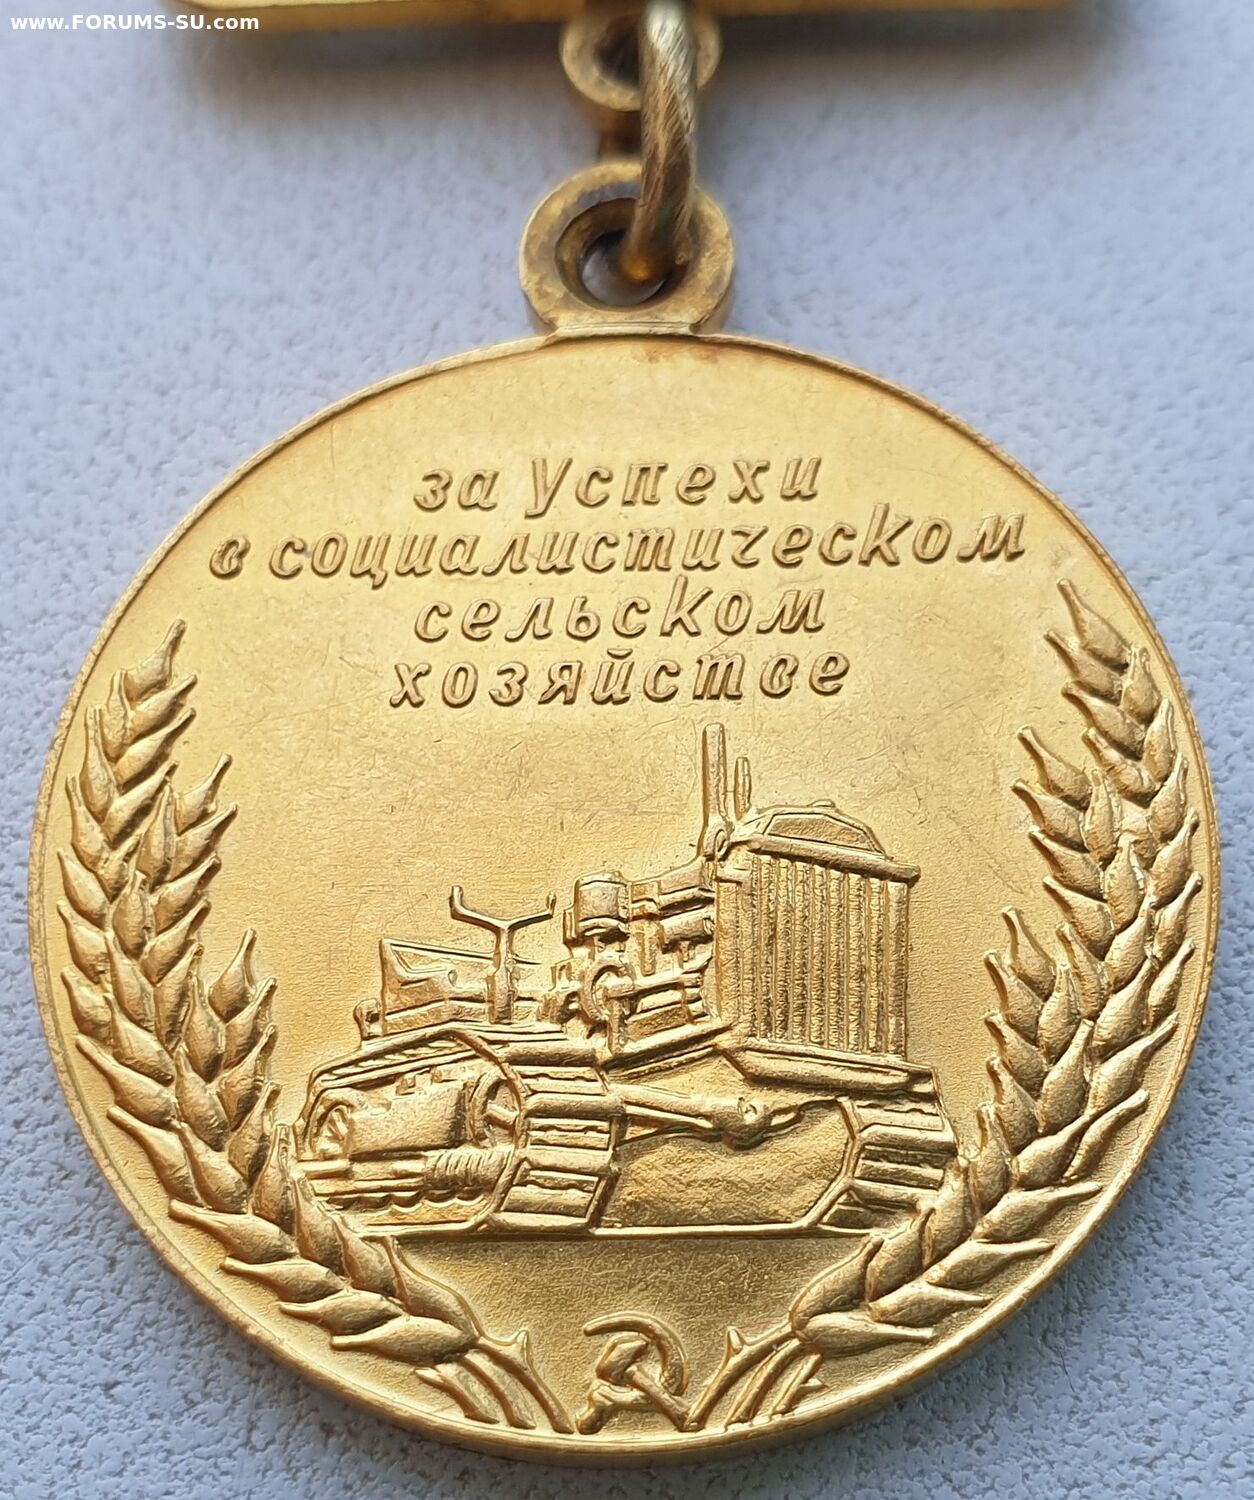 www.FORUMS-SU.com
за успехи
в социалистическом
сельском
хозяйстве